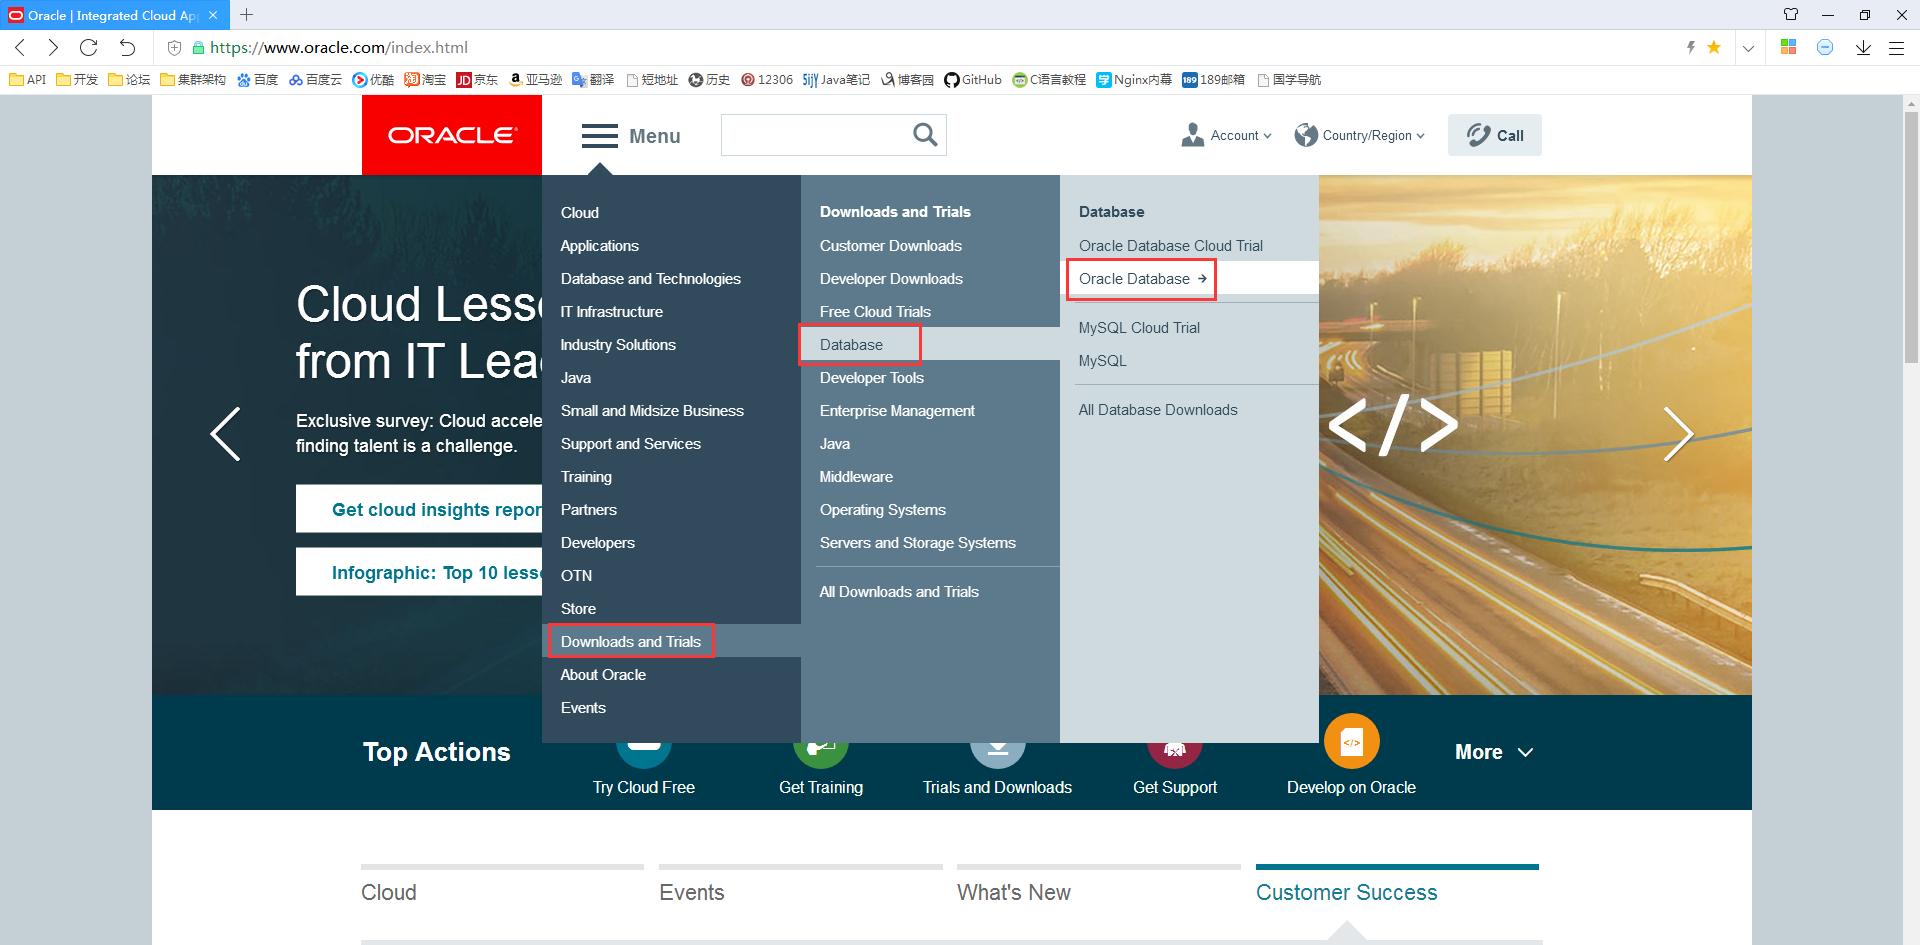 Oracle | Integrated Cloud Ap
https://www.oracle.com/index.html
API 开发 论坛 集群架构 百度 百度云 优酷 淘宝 京东 亚马逊 翻译 短地址 历史 12306 Java笔记 博客园 GitHub C语言教程 Nginx内幕 189邮箱 国学导航
ORACLE
Menu
Account
Country/Region
Call
Cloud
Applications
Database and Technologies
IT Infrastructure
Industry Solutions
Java
Small and Midsize Business
Support and Services
Training
Partners
Developers
OTN
Store
Downloads and Trials
About Oracle
Events
Downloads and Trials
Customer Downloads
Developer Downloads
Free Cloud Trials
Database
Developer Tools
Enterprise Management
Java
Middleware
Operating Systems
Servers and Storage Systems
All Downloads and Trials
Database
Oracle Database Cloud Trial
Oracle Database
MySQL Cloud Trial
MySQL
All Database Downloads
Cloud Less
from IT Lea
Exclusive survey: Cloud accele
finding talent is a challenge.
Get cloud insights repor
Infographic: Top 10 less
</>
Top Actions
Try Cloud Free
Get Training
Trials and Downloads
Get Support
Develop on Oracle
More
Cloud
Events
What's New
Customer Success